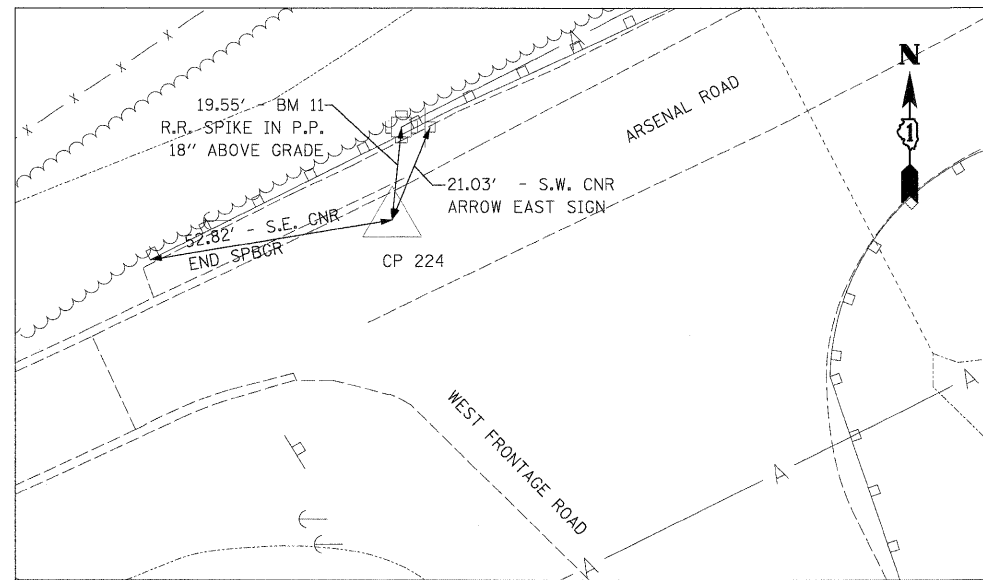 19.55' - BM 11
R.R. SPIKE IN P.P.
18" ABOVE GRADE
ARSENAL ROAD
N
1
21.03' - S.W. CNR
ARROW EAST SIGN
52.82' - S.E. CNR
END SPBGR
CP 224
WEST FRONTAGE ROAD
X
X
X
A
A
A